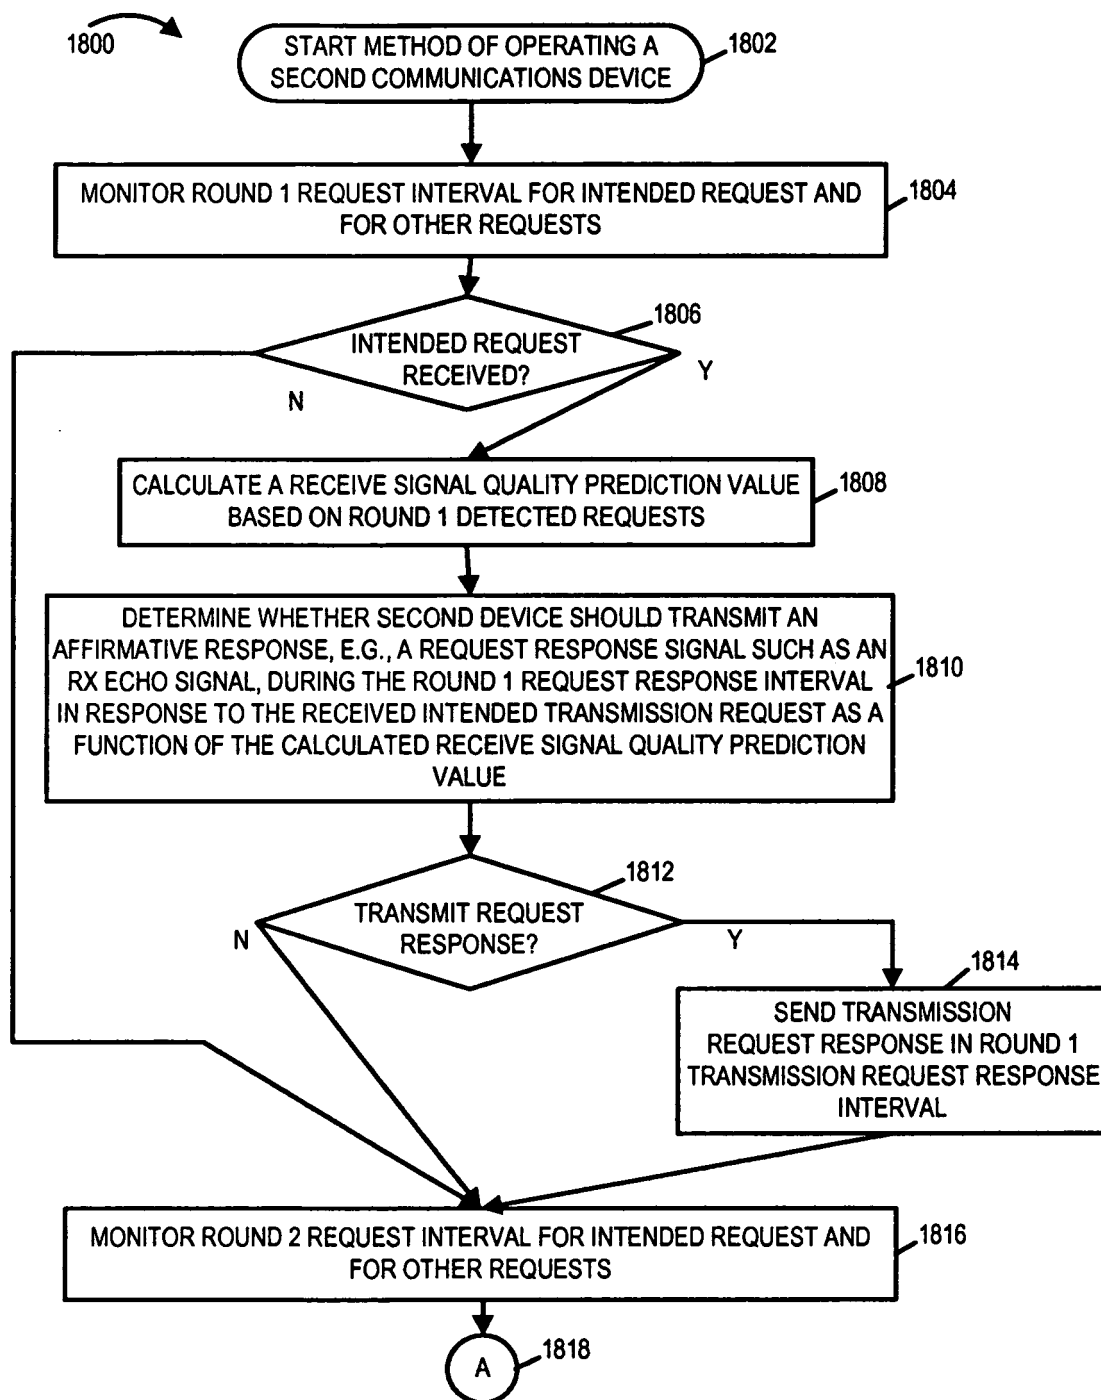 1800
START METHOD OF OPERATING A
SECOND COMMUNICATIONS DEVICE
1802
MONITOR ROUND 1 REQUEST INTERVAL FOR INTENDED REQUEST AND
FOR OTHER REQUESTS
1804
INTENDED REQUEST
RECEIVED?
1806
N
Y
CALCULATE A RECEIVE SIGNAL QUALITY PREDICTION VALUE
BASED ON ROUND 1 DETECTED REQUESTS
1808
DETERMINE WHETHER SECOND DEVICE SHOULD TRANSMIT AN
AFFIRMATIVE RESPONSE, E.G., A REQUEST RESPONSE SIGNAL SUCH AS AN
RX ECHO SIGNAL, DURING THE ROUND 1 REQUEST RESPONSE INTERVAL
IN RESPONSE TO THE RECEIVED INTENDED TRANSMISSION REQUEST AS A
FUNCTION OF THE CALCULATED RECEIVE SIGNAL QUALITY PREDICTION
VALUE
1810
TRANSMIT REQUEST
RESPONSE?
1812
N
Y
SEND TRANSMISSION
REQUEST RESPONSE IN ROUND 1
TRANSMISSION REQUEST RESPONSE
INTERVAL
1814
MONITOR ROUND 2 REQUEST INTERVAL FOR INTENDED REQUEST AND
FOR OTHER REQUESTS
1816
A
1818